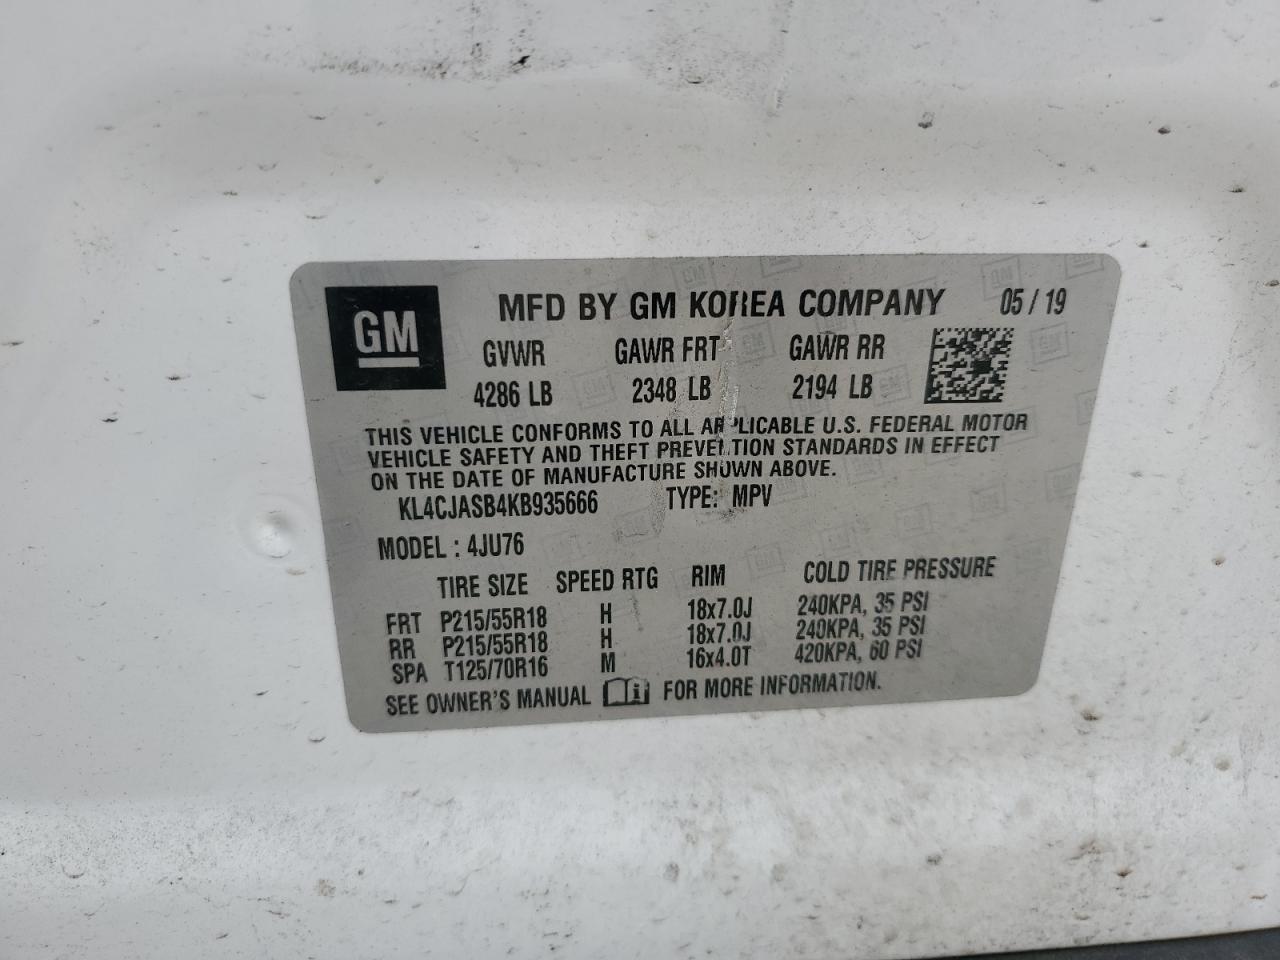 GM
MFD BY GM KOREA COMPANY 05/19
GVWR GAWR FRT GAWR RR
4286 LB 2348 LB 2194 LB
THIS VEHICLE CONFORMS TO ALL APPLICABLE U.S. FEDERAL MOTOR
VEHICLE SAFETY AND THEFT PREVENTION STANDARDS IN EFFECT
ON THE DATE OF MANUFACTURE SHOWN ABOVE.
KL4CJASB4KB935666 TYPE: MPV
MODEL : 4JU76
TIRE SIZE SPEED RTG RIM COLD TIRE PRESSURE
FRT P215/55R18 H 18x7.0J 240KPA, 35 PSI
RR P215/55R18 H 18x7.0J 240KPA, 35 PSI
SPA T125/70R16 M 16x4.0T 420KPA, 60 PSI
SEE OWNER'S MANUAL FOR MORE INFORMATION.